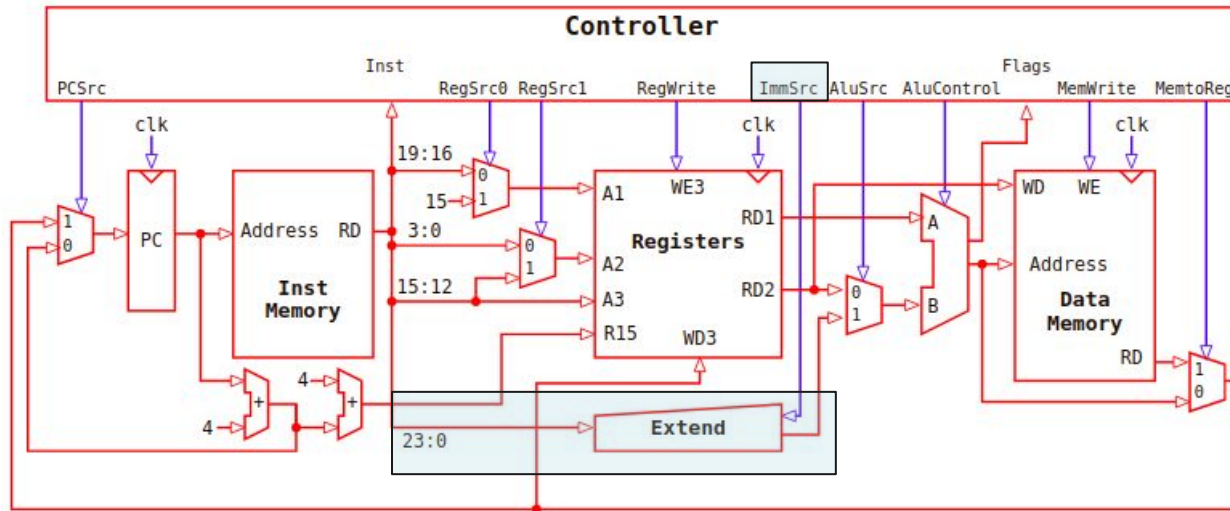 Controller
Inst
Flags
PCSrc
RegSrc0
RegSrc1
RegWrite
ImmSrc
AluSrc
AluControl
MemWrite
MemtoReg
clk
clk
clk
19:16
0
1
15
A1
WE3
WD
WE
1
0
PC
Address
RD
3:0
0
1
A2
RD1
A
Registers
Inst
Memory
15:12
A3
RD2
0
1
B
Address
Data
Memory
R15
WD3
RD
1
0
4
+
4
+
23:0
Extend